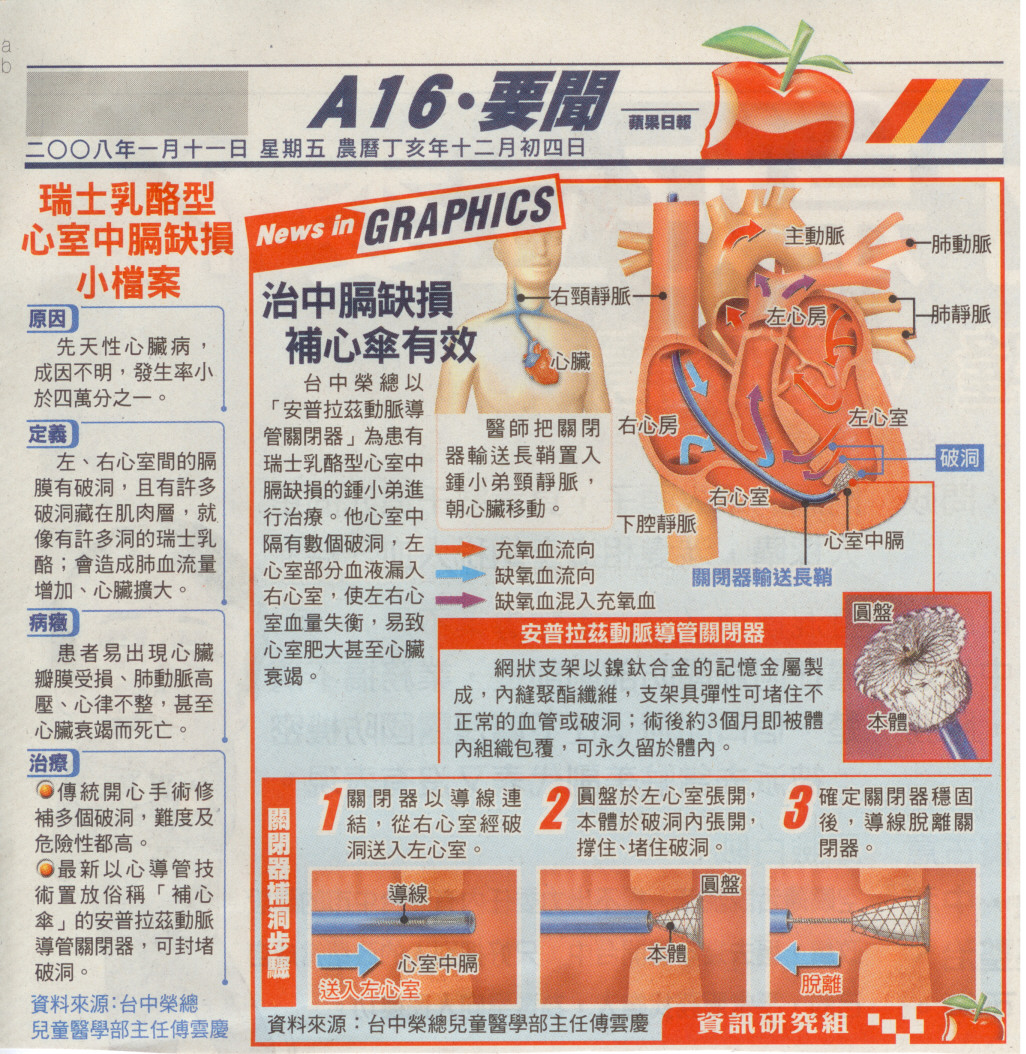 a
b
A16·要聞
蘋果日報
二〇〇八年一月十一日 星期五 農曆丁亥年十二月初四日
瑞士乳酪型
心室中膈缺損
小檔案
原因
先天性心臟病，
成因不明，發生率小
於四萬分之一。
定義
左、右心室間的膈
膜有破洞，且有許多
破洞藏在肌肉層，就
像有許多洞的瑞士乳
酪；會造成肺血流量
增加、心臟擴大。
病癥
患者易出現心臟
瓣膜受損、肺動脈高
壓、心律不整，甚至
心臟衰竭而死亡。
治療
傳統開心手術修
補多個破洞，難度及
危險性都高。
最新以心導管技
術置放俗稱「補心
傘」的安普拉茲動脈
導管關閉器，可封堵
破洞。
資料來源：台中榮總
兒童醫學部主任傅雲慶
News in GRAPHICS
治中膈缺損
補心傘有效
台中榮總以
「安普拉茲動脈導
管關閉器」為患有
瑞士乳酪型心室中
膈缺損的鍾小弟進
行治療。他心室中
隔有數個破洞，左
心室部分血液漏入
右心室，使左右心
室血量失衡，易致
心室肥大甚至心臟
衰竭。
右頸靜脈
心臟
醫師把關閉
器輸送長鞘置入
鍾小弟頸靜脈，
朝心臟移動。
主動脈
肺動脈
左心房
肺靜脈
右心房
左心室
破洞
右心室
下腔靜脈
心室中膈
關閉器輸送長鞘
充氧血流向
缺氧血流向
缺氧血混入充氧血
安普拉茲動脈導管關閉器
網狀支架以鎳鈦合金的記憶金屬製
成，內縫聚酯纖維，支架具彈性可堵住不
正常的血管或破洞；術後約3個月即被體
內組織包覆，可永久留於體內。
圓盤
本體
關閉器補洞步驟
1 關閉器以導線連
結，從右心室經破
洞送入左心室。
導線
心室中膈
送入左心室
2 圓盤於左心室張開，
本體於破洞內張開，
撐住、堵住破洞。
圓盤
本體
3 確定關閉器穩固
後，導線脫離關
閉器。
脫離
資料來源：台中榮總兒童醫學部主任傅雲慶
資訊研究組